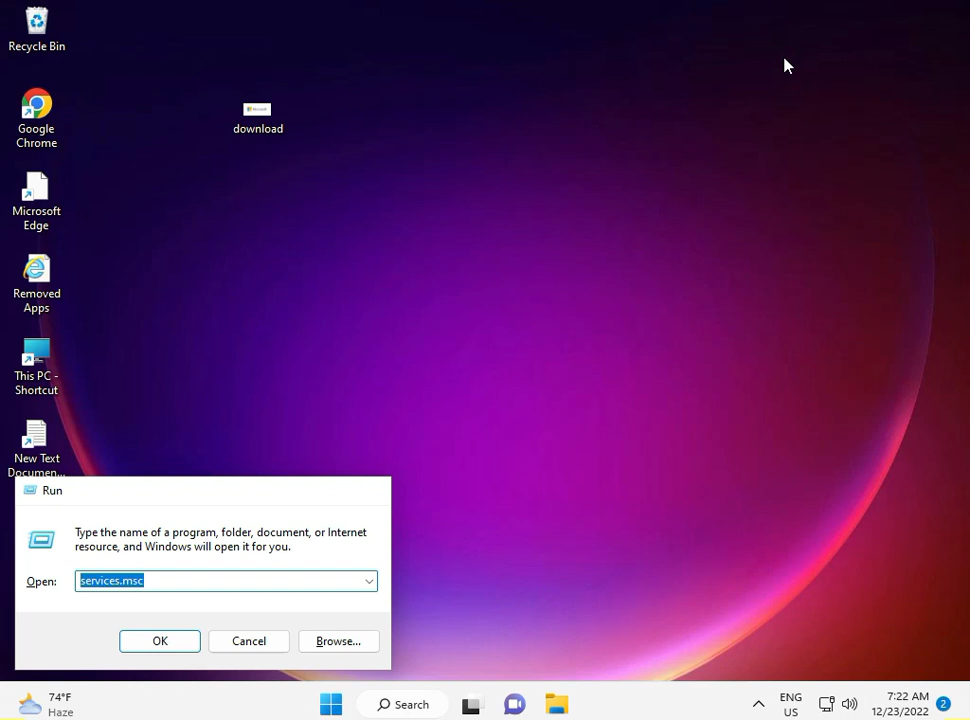 Recycle Bin
Google
Chrome
download
Microsoft
Edge
Removed
Apps
This PC -
Shortcut
New Text
Documen...
Run
Type the name of a program, folder, document, or Internet
resource, and Windows will open it for you.
Open:
services.msc
OK
Cancel
Browse...
74°F
Haze
Search
ENG
US
7:22 AM
12/23/2022
2